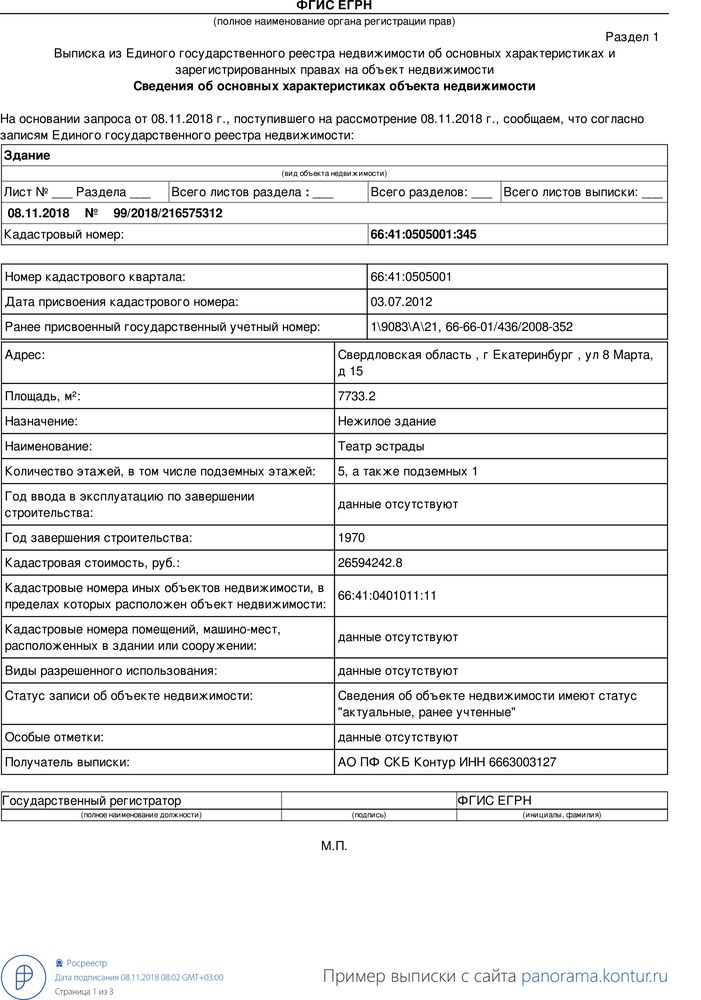 ФГИС ЕГРН
(полное наименование органа регистрации прав)
Раздел 1
Выписка из Единого государственного реестра недвижимости об основных характеристиках и
зарегистрированных правах на объект недвижимости
Сведения об основных характеристиках объекта недвижимости
На основании запроса от 08.11.2018 г., поступившего на рассмотрение 08.11.2018 г., сообщаем, что согласно
записям Единого государственного реестра недвижимости:
Здание
(вид объекта недвижимости)
Лист № ___ Раздела ___ Всего листов раздела : ___ Всего разделов: ___ Всего листов выписки: ___
08.11.2018 № 99/2018/216575312
Кадастровый номер: 66:41:0505001:345
Номер кадастрового квартала: 66:41:0505001
Дата присвоения кадастрового номера: 03.07.2012
Ранее присвоенный государственный учетный номер: 1\9083\А\21, 66-66-01/436/2008-352
Адрес: Свердловская область , г Екатеринбург , ул 8 Марта,
д 15
Площадь, м²: 7733.2
Назначение: Нежилое здание
Наименование: Театр эстрады
Количество этажей, в том числе подземных этажей: 5, а также подземных 1
Год ввода в эксплуатацию по завершении
строительства: данные отсутствуют
Год завершения строительства: 1970
Кадастровая стоимость, руб.: 26594242.8
Кадастровые номера иных объектов недвижимости, в
пределах которых расположен объект недвижимости: 66:41:0401011:11
Кадастровые номера помещений, машино-мест,
расположенных в здании или сооружении: данные отсутствуют
Виды разрешенного использования: данные отсутствуют
Статус записи об объекте недвижимости: Сведения об объекте недвижимости имеют статус
"актуальные, ранее учтенные"
Особые отметки: данные отсутствуют
Получатель выписки: АО ПФ СКБ Контур ИНН 6663003127
Государственный регистратор ФГИС ЕГРН
(полное наименование должности) (подпись) (инициалы, фамилия)
М.П.
Росреестр
Дата подписания 08.11.2018 08:02 GMT+03:00
Страница 1 из 3
Пример выписки с сайта panorama.kontur.ru